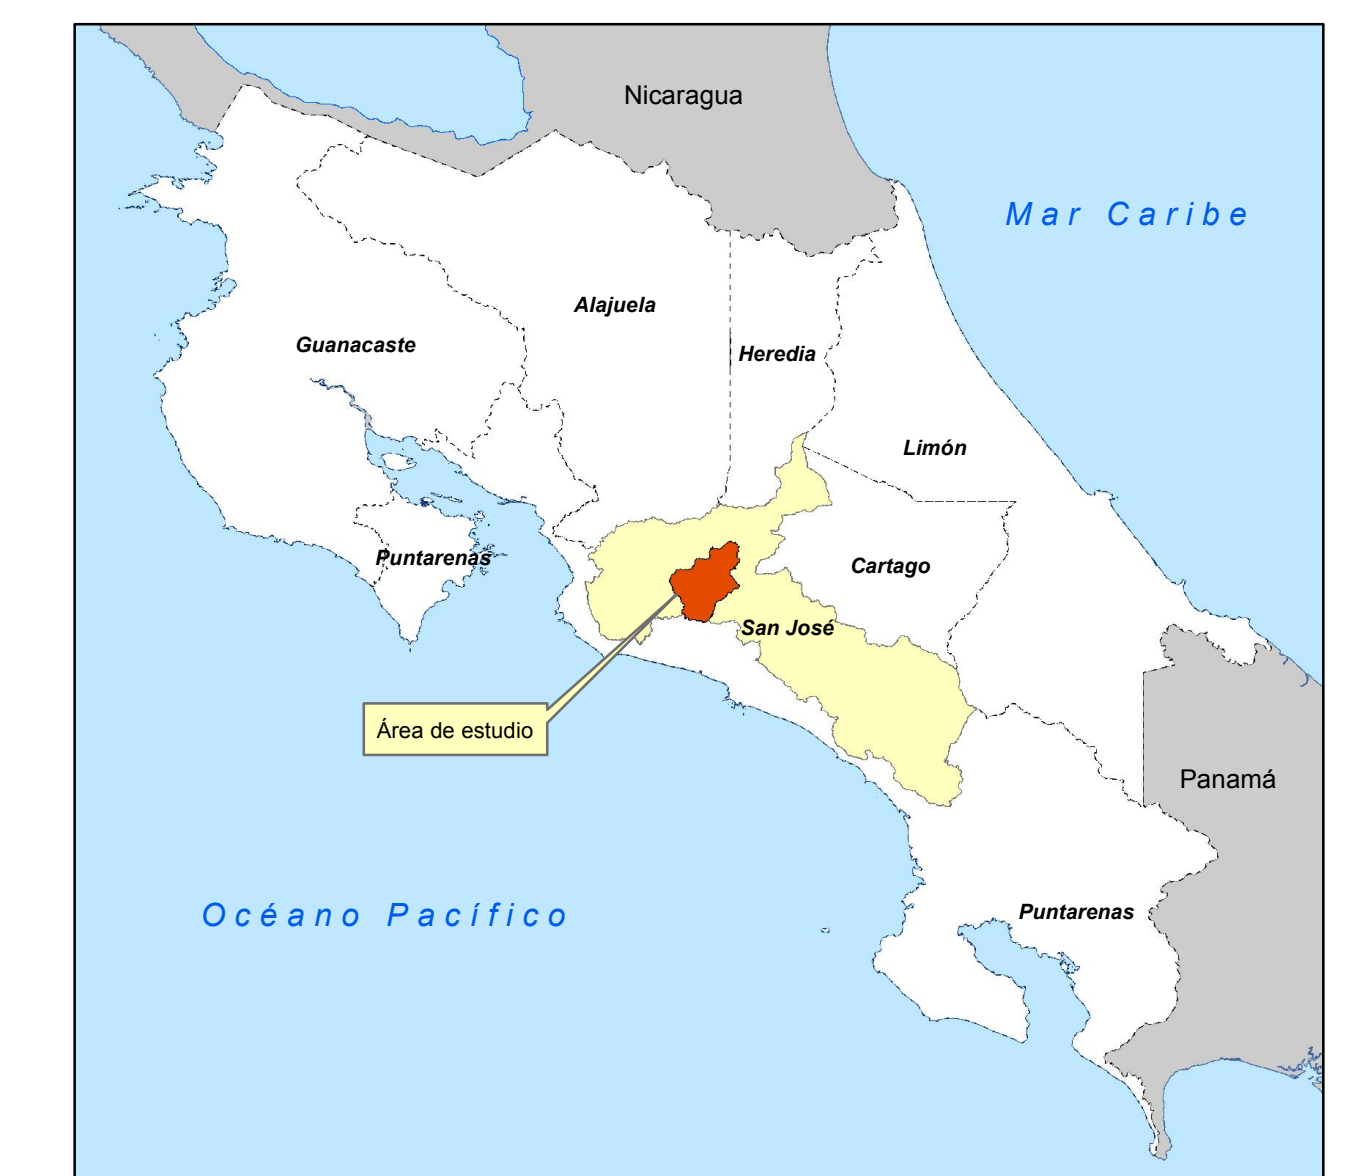 Nicaragua
Mar Caribe
Alajuela
Guanacaste
Heredia
Limón
Puntarenas
Cartago
San José
Área de estudio
Panamá
Océano Pacífico
Puntarenas